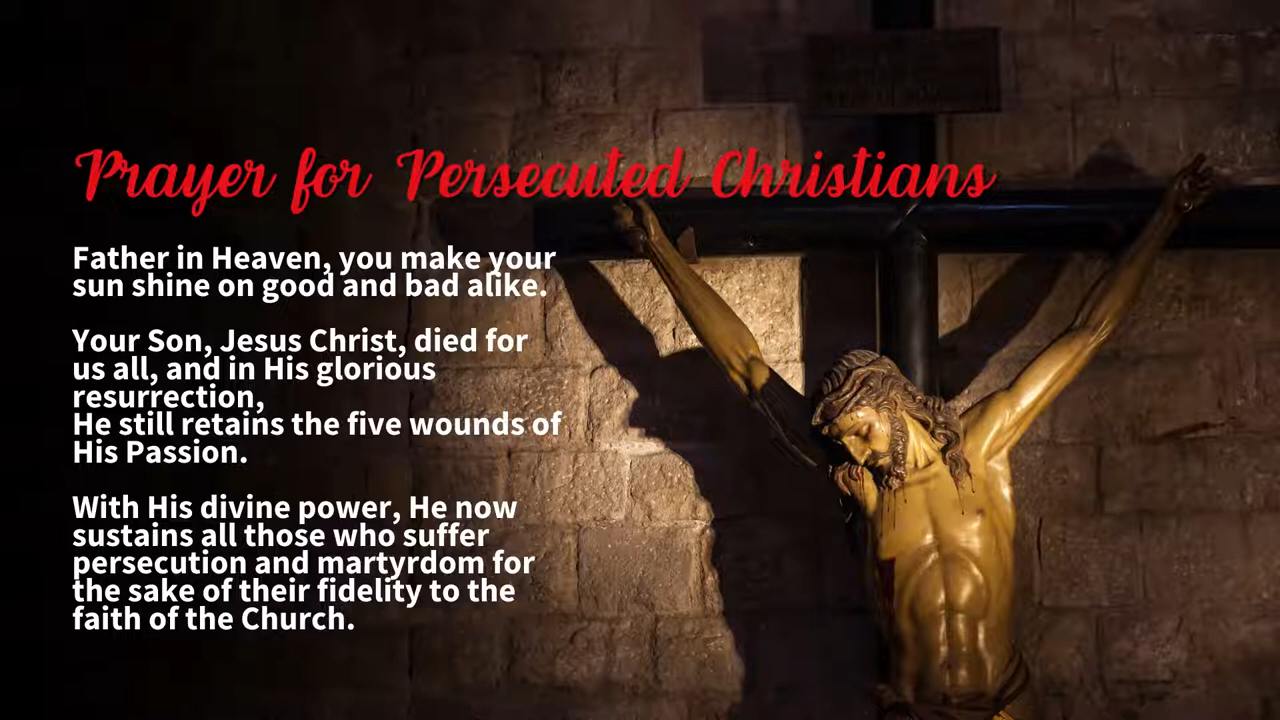 Prayer for Persecuted Christians
Father in Heaven, you make your
sun shine on good and bad alike.
Your Son, Jesus Christ, died for
us all, and in His glorious
resurrection,
He still retains the five wounds of
His Passion.
With His divine power, He now
sustains all those who suffer
persecution and martyrdom for
the sake of their fidelity to the
faith of the Church.